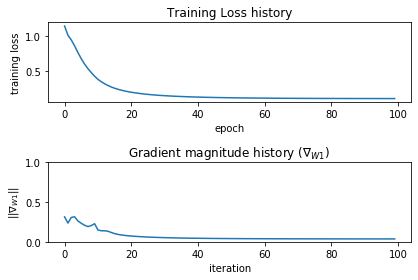 Training Loss history
1.0
0.5
training loss
0 20 40 60 80 100
epoch
Gradient magnitude history (∇W1)
1.0
0.5
0.0
||∇W1||
0 20 40 60 80 100
iteration